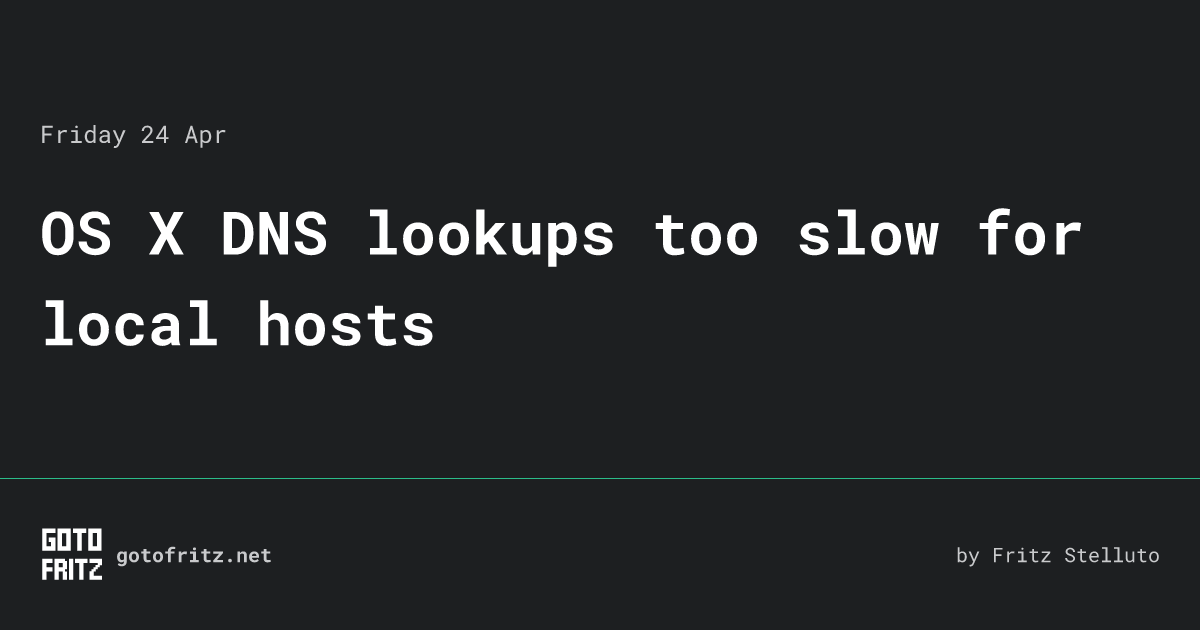 Friday 24 Apr
OS X DNS lookups too slow for
local hosts
GOTO
FRITZ
gotofritz.net
by Fritz Stelluto